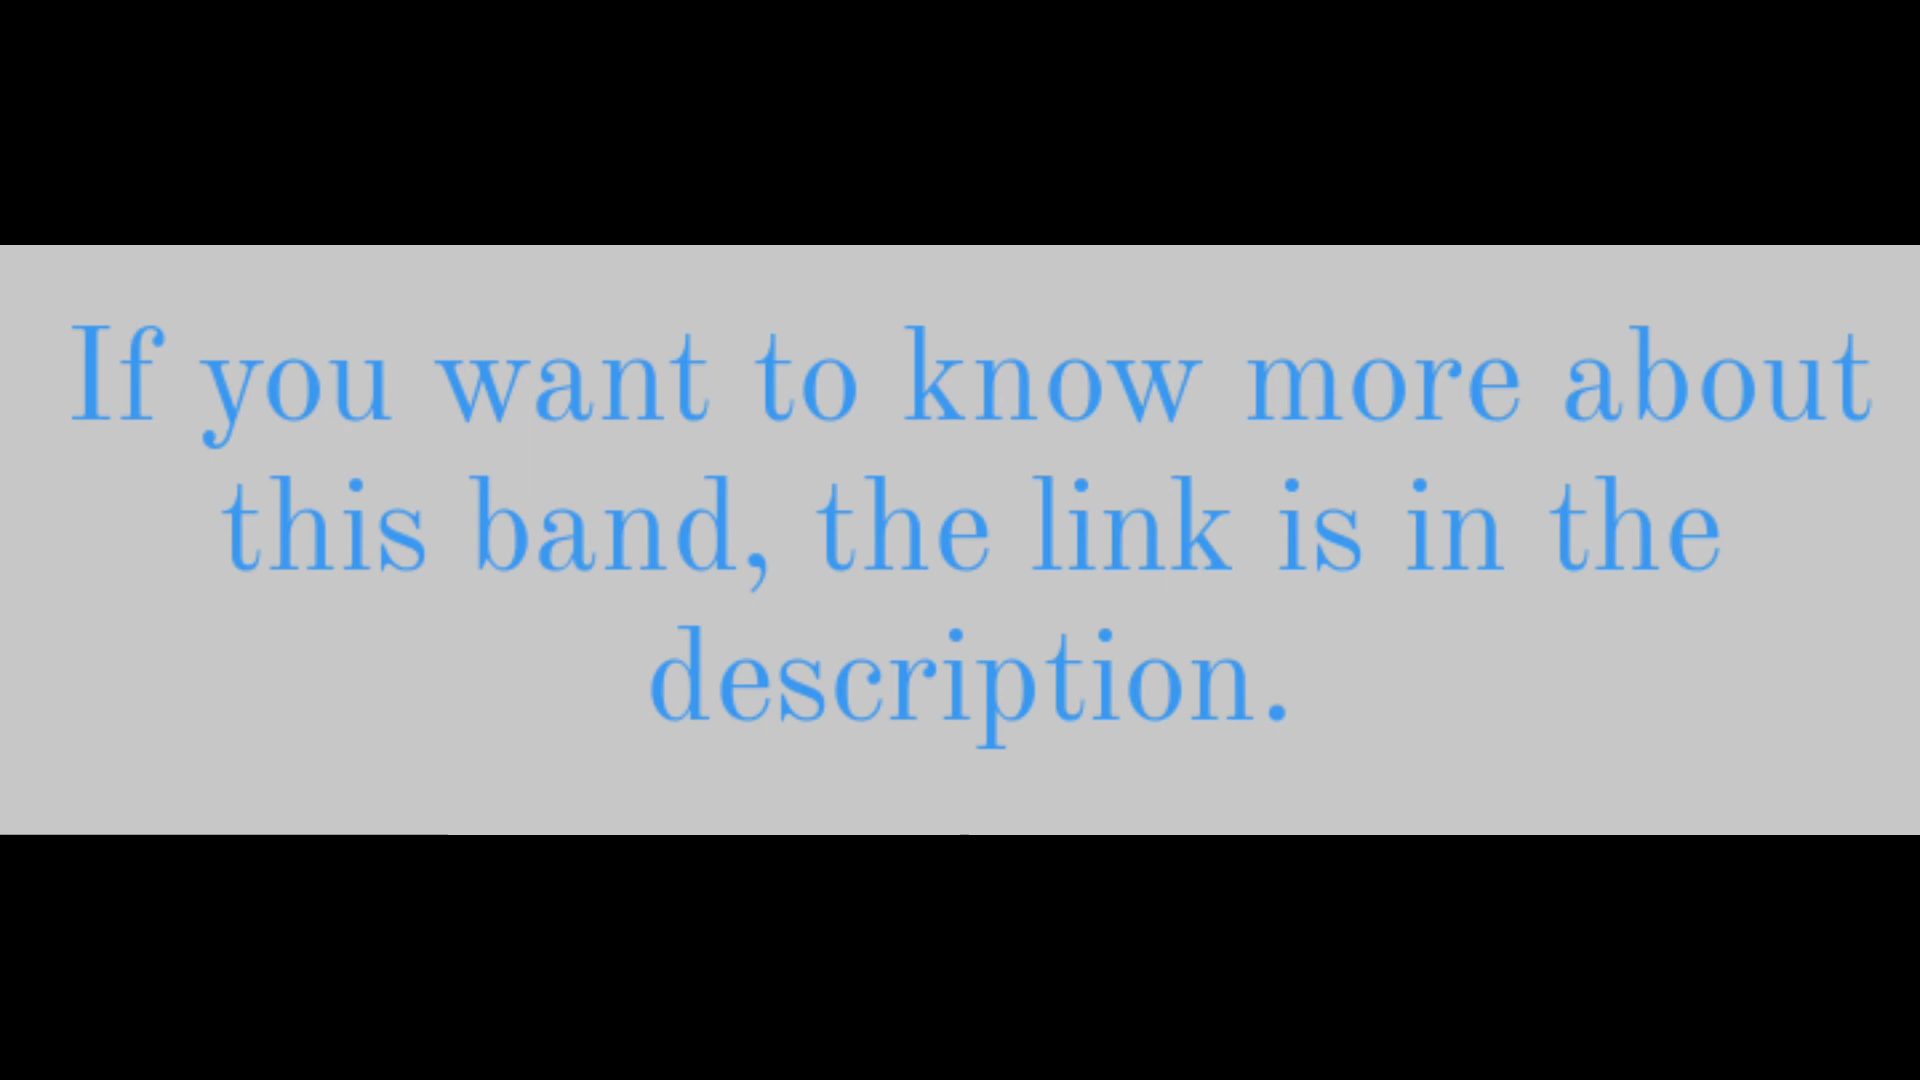 If you want to know more about
this band, the link is in the
description.